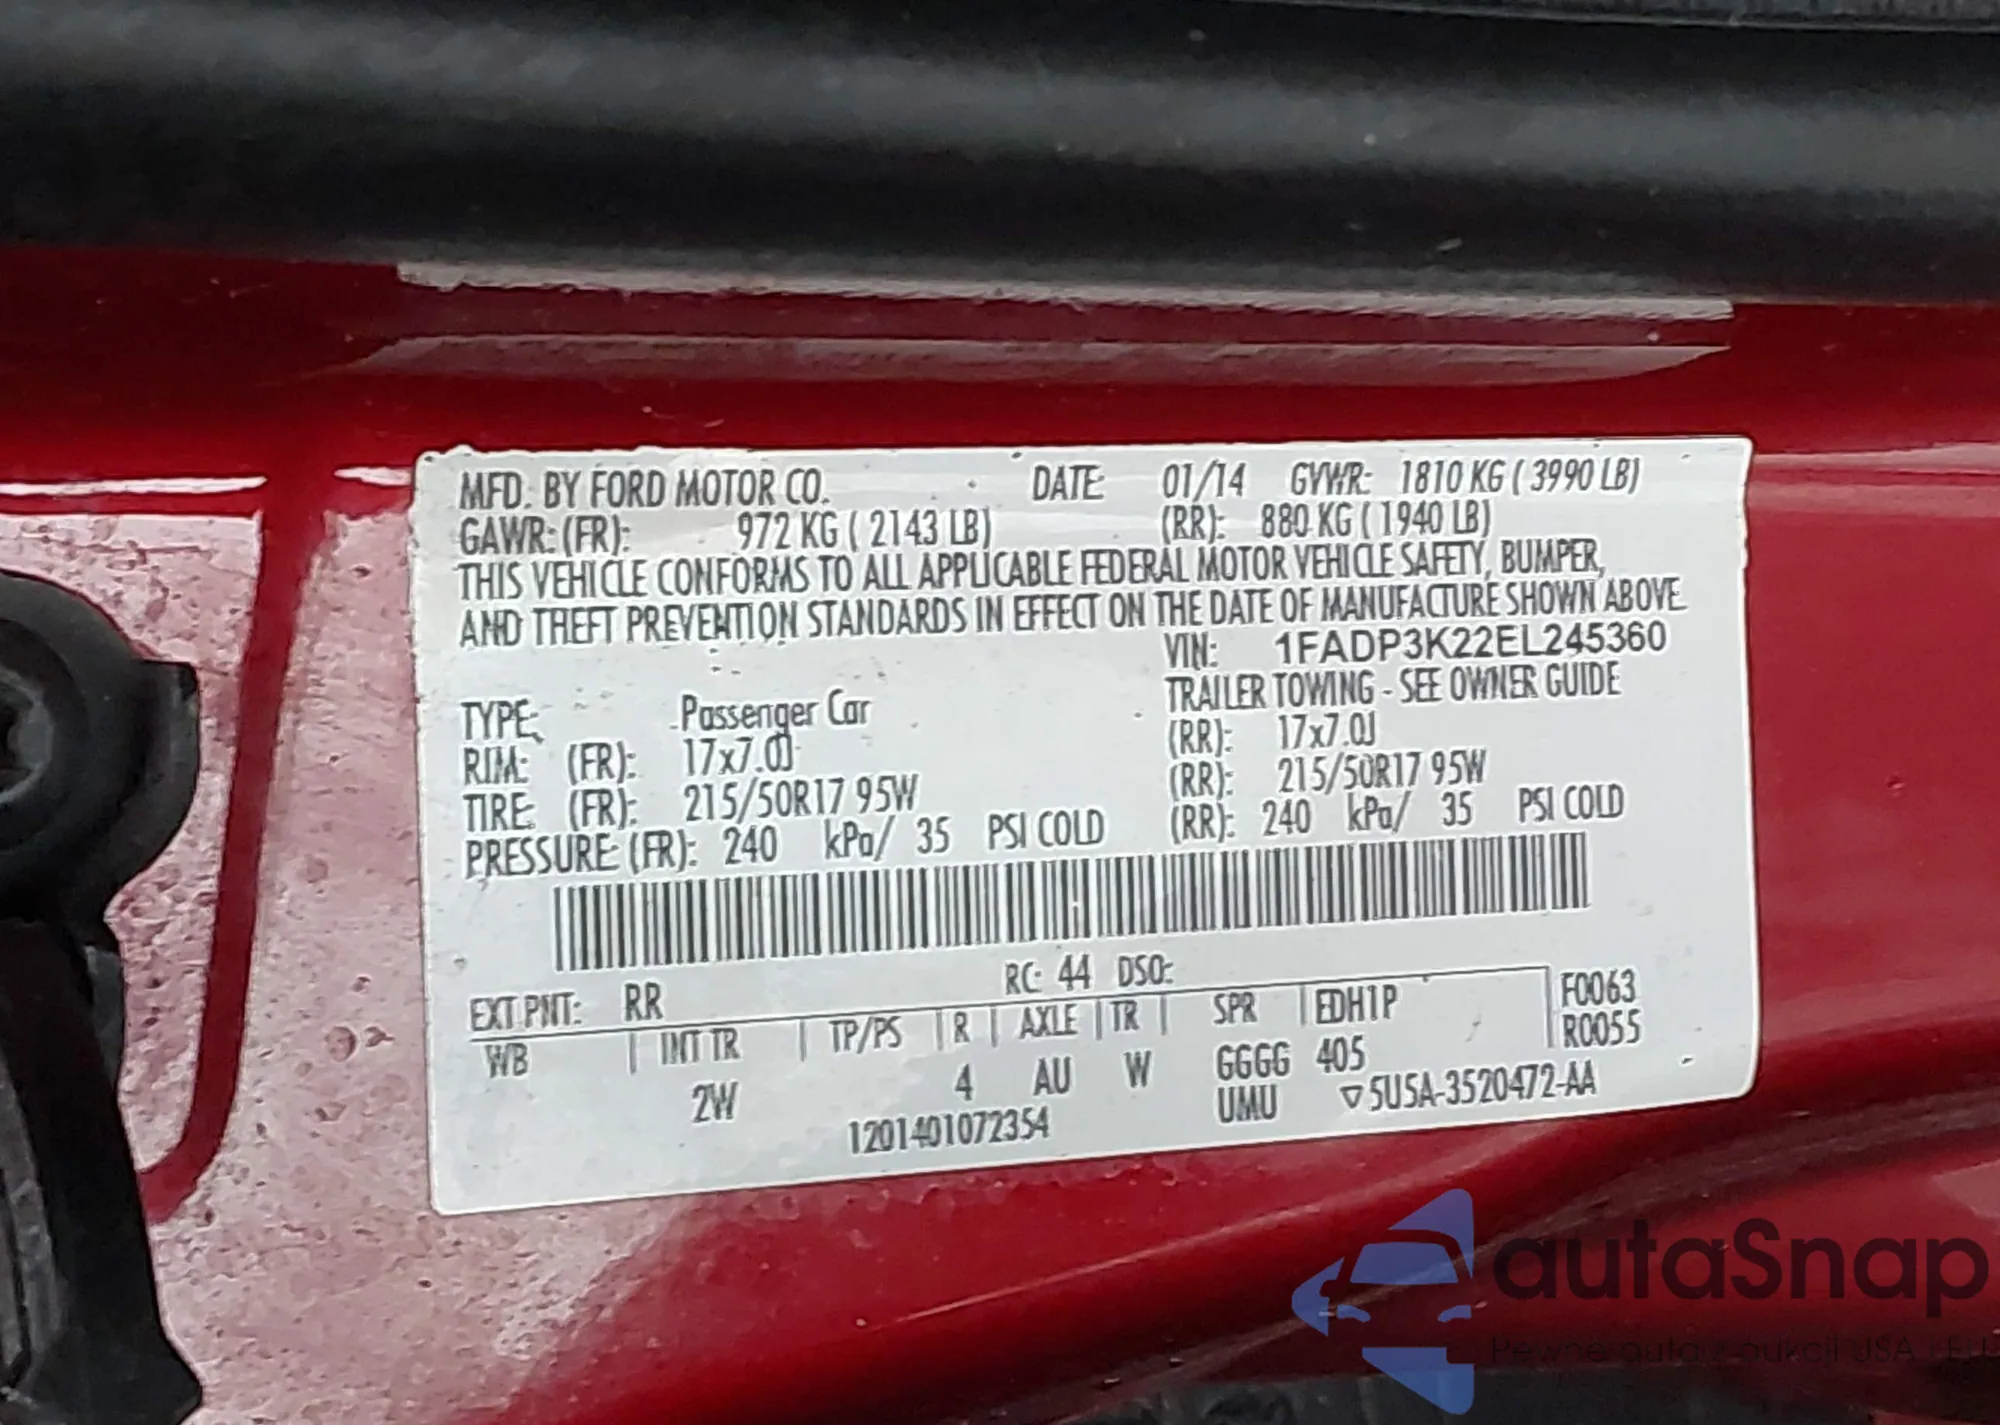 MFD. BY FORD MOTOR CO. DATE: 01/14 GVWR: 1810 KG ( 3990 LB)
GAWR: (FR): 972 KG ( 2143 LB) (RR): 880 KG ( 1940 LB)
THIS VEHICLE CONFORMS TO ALL APPLICABLE FEDERAL MOTOR VEHICLE SAFETY, BUMPER,
AND THEFT PREVENTION STANDARDS IN EFFECT ON THE DATE OF MANUFACTURE SHOWN ABOVE.
VIN: 1FADP3K22EL245360
TRAILER TOWING - SEE OWNER GUIDE
TYPE: Passenger Car
RIM: (FR): 17x7.0J (RR): 17x7.0J
TIRE: (FR): 215/50R17 95W (RR): 215/50R17 95W
PRESSURE: (FR): 240 kPa/ 35 PSI COLD (RR): 240 kPa/ 35 PSI COLD
EXT PNT: RR RC: 44 DSO: F0063
WB INT TR TP/PS R AXLE TR SPR EDH1P R0055
2W 4 AU W GGGG 405
1201401072354 UMU ▽5U5A-3520472-AA
autaSnap
Pewne auta z aukcji USA i EU